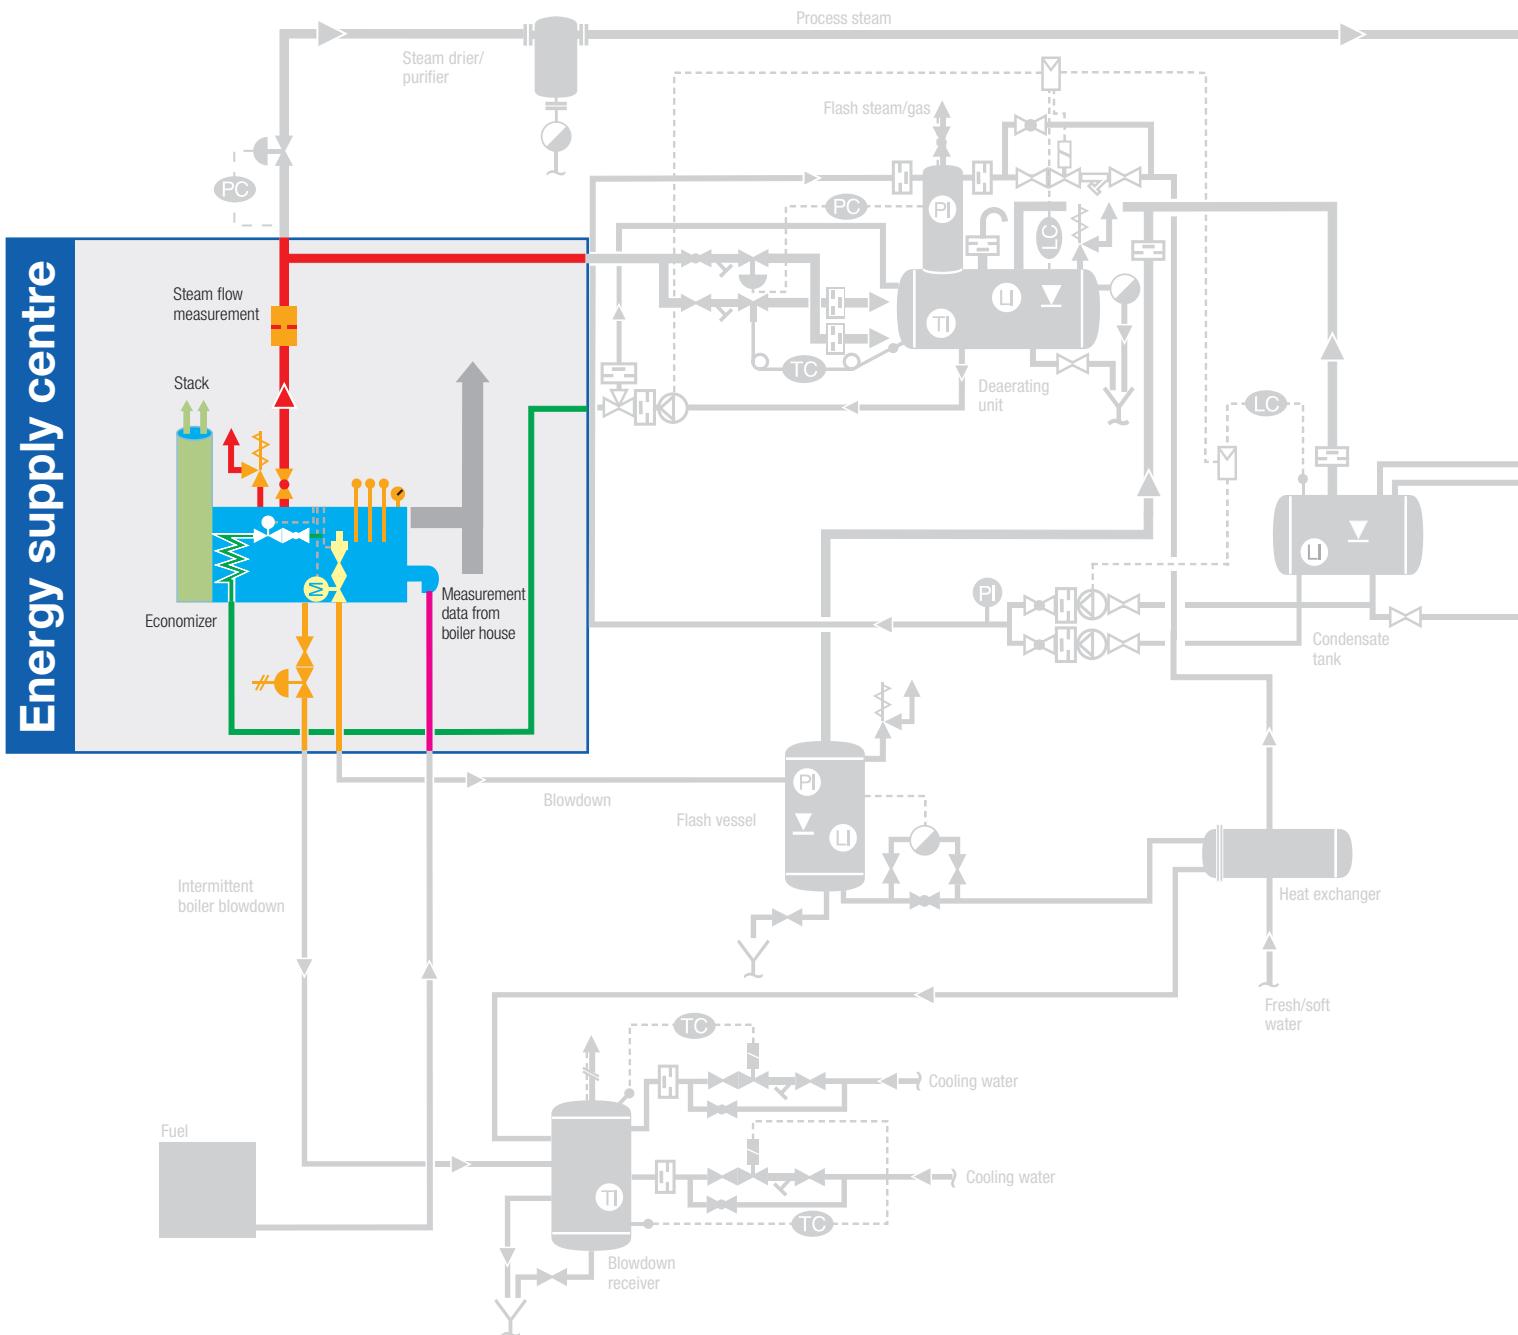 Process steam
Steam drier/
purifier
Flash steam/gas
PC
PC
PI
LC
Energy supply centre
Steam flow
measurement
LI
TI
TC
Deaerating
unit
Stack
LC
LI
M
Measurement
data from
boiler house
Economizer
PI
Condensate
tank
PI
Blowdown
Flash vessel
LI
Intermittent
boiler blowdown
Heat exchanger
Fresh/soft
water
TC
Cooling water
Fuel
Cooling water
TI
TC
Blowdown
receiver